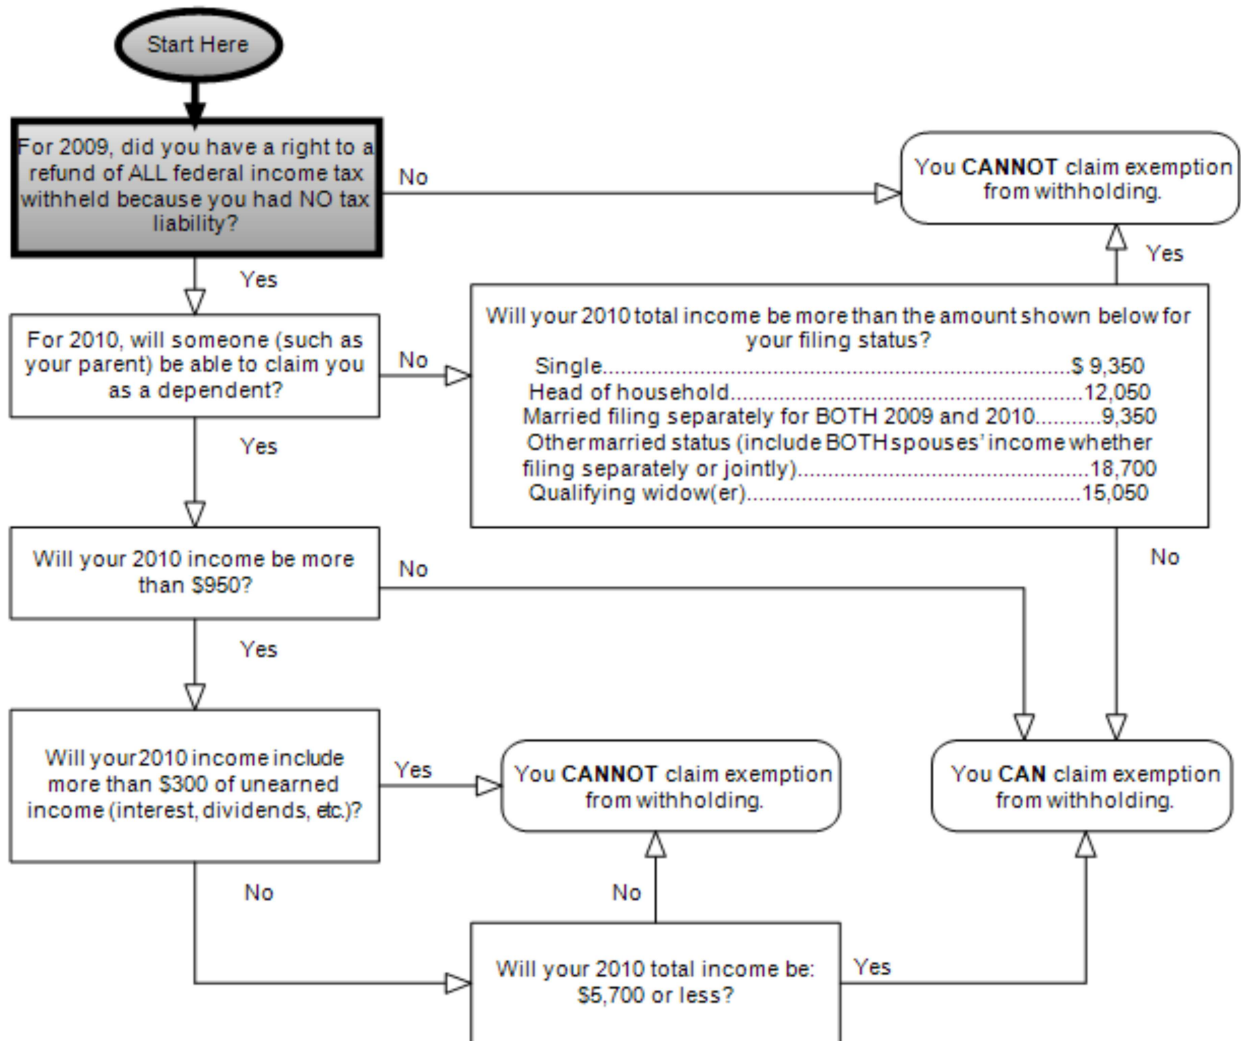 Start Here
For 2009, did you have a right to a
refund of ALL federal income tax
withheld because you had NO tax
liability?
No
You CANNOT claim exemption
from withholding.
Yes
Yes
For 2010, will someone (such as
your parent) be able to claim you
as a dependent?
No
Will your 2010 total income be more than the amount shown below for
your filing status?
Single..............................................................................$ 9,350
Head of household...........................................................12,050
Married filing separately for BOTH 2009 and 2010...........9,350
Other married status (include BOTH spouses' income whether
filing separately or jointly).................................................18,700
Qualifying widow(er)........................................................15,050
Yes
No
Will your 2010 income be more
than $950?
No
Yes
Will your 2010 income include
more than $300 of unearned
income (interest, dividends, etc.)?
Yes
You CANNOT claim exemption
from withholding.
You CAN claim exemption
from withholding.
No
No
Will your 2010 total income be:
$5,700 or less?
Yes